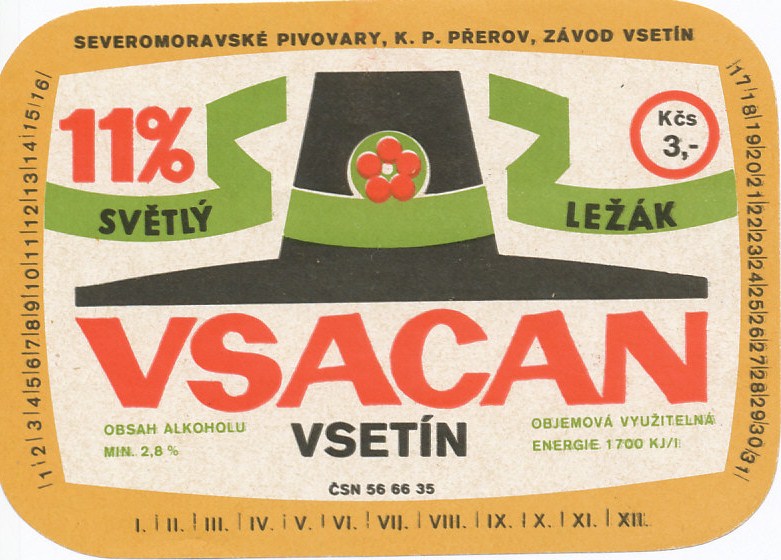 SEVEROMORAVSKÉ PIVOVARY, K. P. PŘEROV, ZÁVOD VSETÍN
11%
Kčs
3,-
SVĚTLÝ
LEŽÁK
VSACAN
VSETÍN
OBSAH ALKOHOLU
MIN. 2,8 %
OBJEMOVÁ VYUŽITELNÁ
ENERGIE 1700 KJ/l
ČSN 56 66 35
1|2|3|4|5|6|7|8|9|10|11|12|13|14|15|16|
|17|18|19|20|21|22|23|24|25|26|27|28|29|30|31|
I. | II. | III. | IV. | V. | VI. | VII. | VIII. | IX. | X. | XI. | XII.